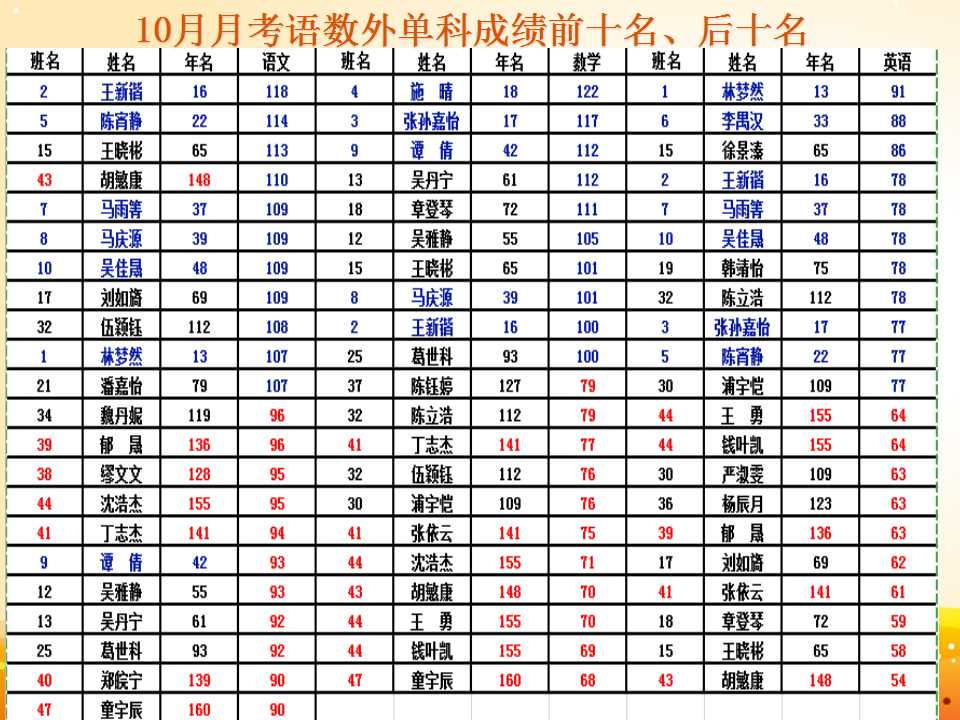 10月月考语数外单科成绩前十名、后十名
班名 姓名 年名 语文 班名 姓名 年名 数学 班名 姓名 年名 英语
2 王新锴 16 118 4 施 晴 18 122 1 林梦然 13 91
5 陈宵静 22 114 3 张孙嘉怡 17 117 6 李禺汉 33 88
15 王晓彬 65 113 9 谭 倩 42 112 15 徐景溱 65 86
43 胡敏康 148 110 13 吴丹宁 61 112 2 王新锴 16 78
7 马雨箐 37 109 18 章登琴 72 111 7 马雨箐 37 78
8 马庆源 39 109 12 吴雅静 55 105 10 吴佳晟 48 78
10 吴佳晟 48 109 15 王晓彬 65 101 19 韩靖怡 75 78
17 刘如旖 69 109 8 马庆源 39 101 32 陈立浩 112 78
32 伍颖钰 112 108 2 王新锴 16 100 3 张孙嘉怡 17 77
1 林梦然 13 107 25 葛世科 93 100 5 陈宵静 22 77
21 潘嘉怡 79 107 37 陈钰婷 127 79 30 浦宇恺 109 77
34 魏丹妮 119 96 32 陈立浩 112 79 44 王 勇 155 64
39 郁 晟 136 96 41 丁志杰 141 77 44 钱叶凯 155 64
38 缪文文 128 95 32 伍颖钰 112 76 30 严淑雯 109 63
44 沈浩杰 155 95 30 浦宇恺 109 76 36 杨辰月 123 63
41 丁志杰 141 94 41 张依云 141 75 39 郁 晟 136 63
9 谭 倩 42 93 44 沈浩杰 155 71 17 刘如旖 69 62
12 吴雅静 55 93 43 胡敏康 148 70 41 张依云 141 61
13 吴丹宁 61 92 44 王 勇 155 70 18 章登琴 72 59
25 葛世科 93 92 44 钱叶凯 155 69 15 王晓彬 65 58
40 郑皖宁 139 90 47 童宇辰 160 68 43 胡敏康 148 54
47 童宇辰 160 90